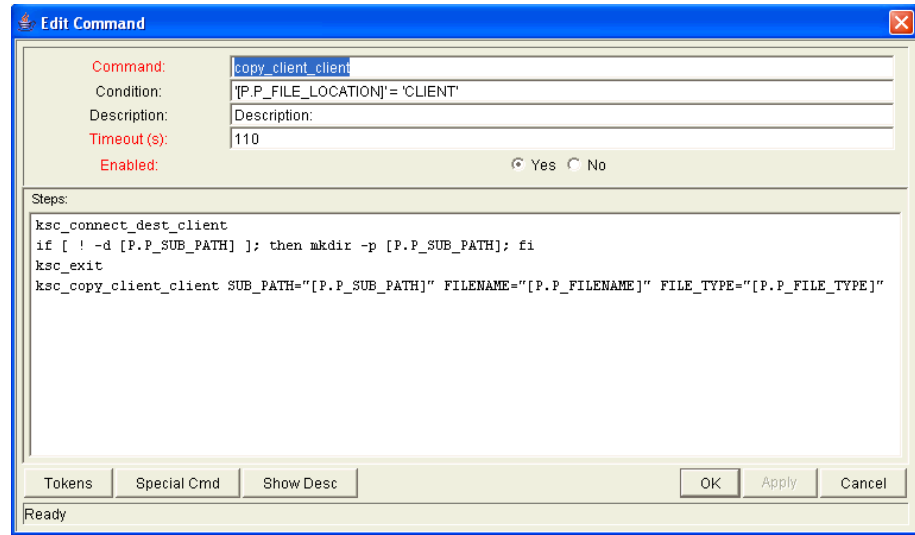 Edit Command
Command: copy_client_client
Condition: '[P.P_FILE_LOCATION]' = 'CLIENT'
Description: Description:
Timeout (s): 110
Enabled: Yes No
Steps:
ksc_connect_dest_client
if [ ! -d [P.P_SUB_PATH] ]; then mkdir -p [P.P_SUB_PATH]; fi
ksc_exit
ksc_copy_client_client SUB_PATH="[P.P_SUB_PATH]" FILENAME="[P.P_FILENAME]" FILE_TYPE="[P.P_FILE_TYPE]"
Tokens Special Cmd Show Desc OK Apply Cancel
Ready